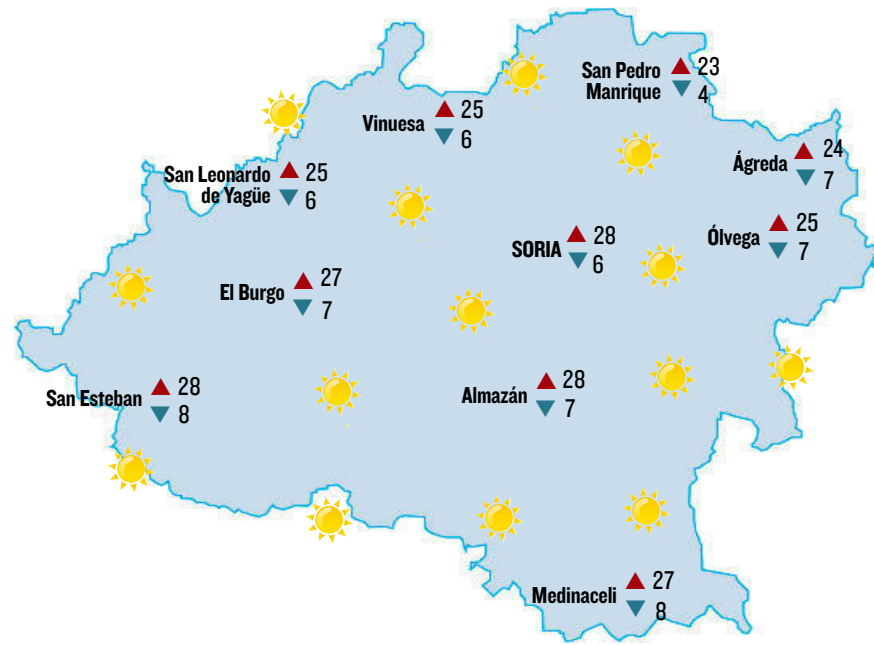 San Pedro
Manrique
23
4
Vinuesa
25
6
Ágreda
24
7
San Leonardo
de Yagüe
25
6
SORIA
28
6
Ólvega
25
7
El Burgo
27
7
San Esteban
28
8
Almazán
28
7
Medinaceli
27
8